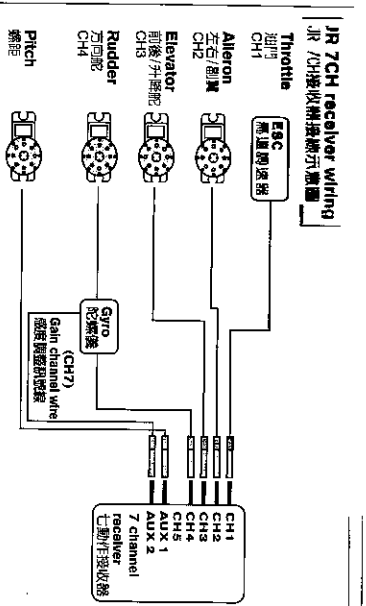 JR 7CH receiver wiring
JR 7CH接收器接線示意圖
Throttle
油門
CH1
ESC
馬達調速器
Aileron
左右/副翼
CH2
Elevator
前後/升降舵
CH3
Rudder
方向舵
CH4
Pitch
螺距
Gyro
陀螺儀
(CH7)
Gain channel wire
感度調整訊號線
CH1
CH2
CH3
CH4
CH5
AUX 1
AUX 2
7 channel
receiver
七動作接收器